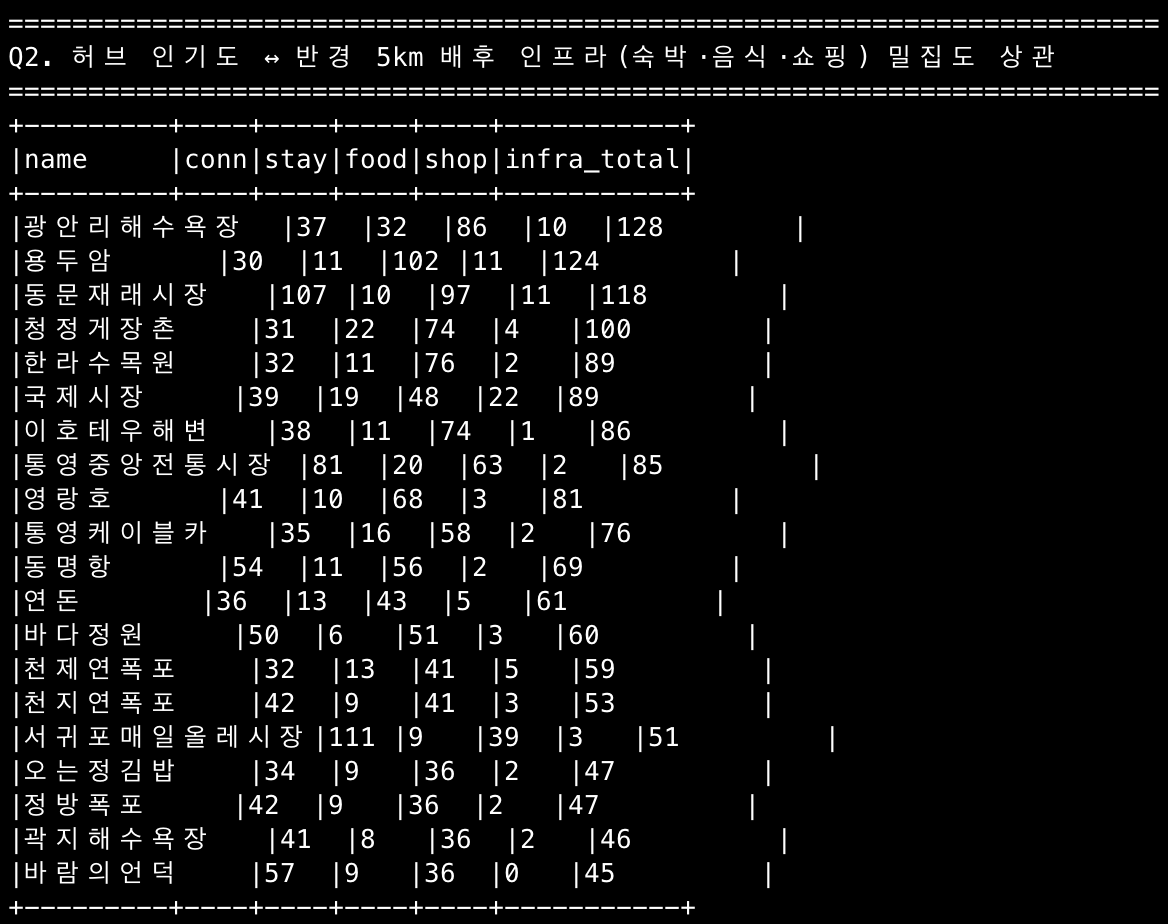 ========================================================================
Q2. 허브 인기도 ↔ 반경 5km 배후 인프라(숙박·음식·쇼핑) 밀집도 상관
========================================================================
+---------+----+----+----+----+-----------+
|name     |conn|stay|food|shop|infra_total|
+---------+----+----+----+----+-----------+
|광안리해수욕장  |37  |32  |86  |10  |128        |
|용두암      |30  |11  |102 |11  |124        |
|동문재래시장   |107 |10  |97  |11  |118        |
|청정게장촌    |31  |22  |74  |4   |100        |
|한라수목원    |32  |11  |76  |2   |89         |
|국제시장     |39  |19  |48  |22  |89         |
|이호테우해변   |38  |11  |74  |1   |86         |
|통영중앙전통시장 |81  |20  |63  |2   |85         |
|영랑호      |41  |10  |68  |3   |81         |
|통영케이블카   |35  |16  |58  |2   |76         |
|동명항      |54  |11  |56  |2   |69         |
|연돈       |36  |13  |43  |5   |61         |
|바다정원     |50  |6   |51  |3   |60         |
|천제연폭포    |32  |13  |41  |5   |59         |
|천지연폭포    |42  |9   |41  |3   |53         |
|서귀포매일올레시장|111 |9   |39  |3   |51         |
|오는정김밥    |34  |9   |36  |2   |47         |
|정방폭포     |42  |9   |36  |2   |47         |
|곽지해수욕장   |41  |8   |36  |2   |46         |
|바람의언덕    |57  |9   |36  |0   |45         |
+---------+----+----+----+----+-----------+